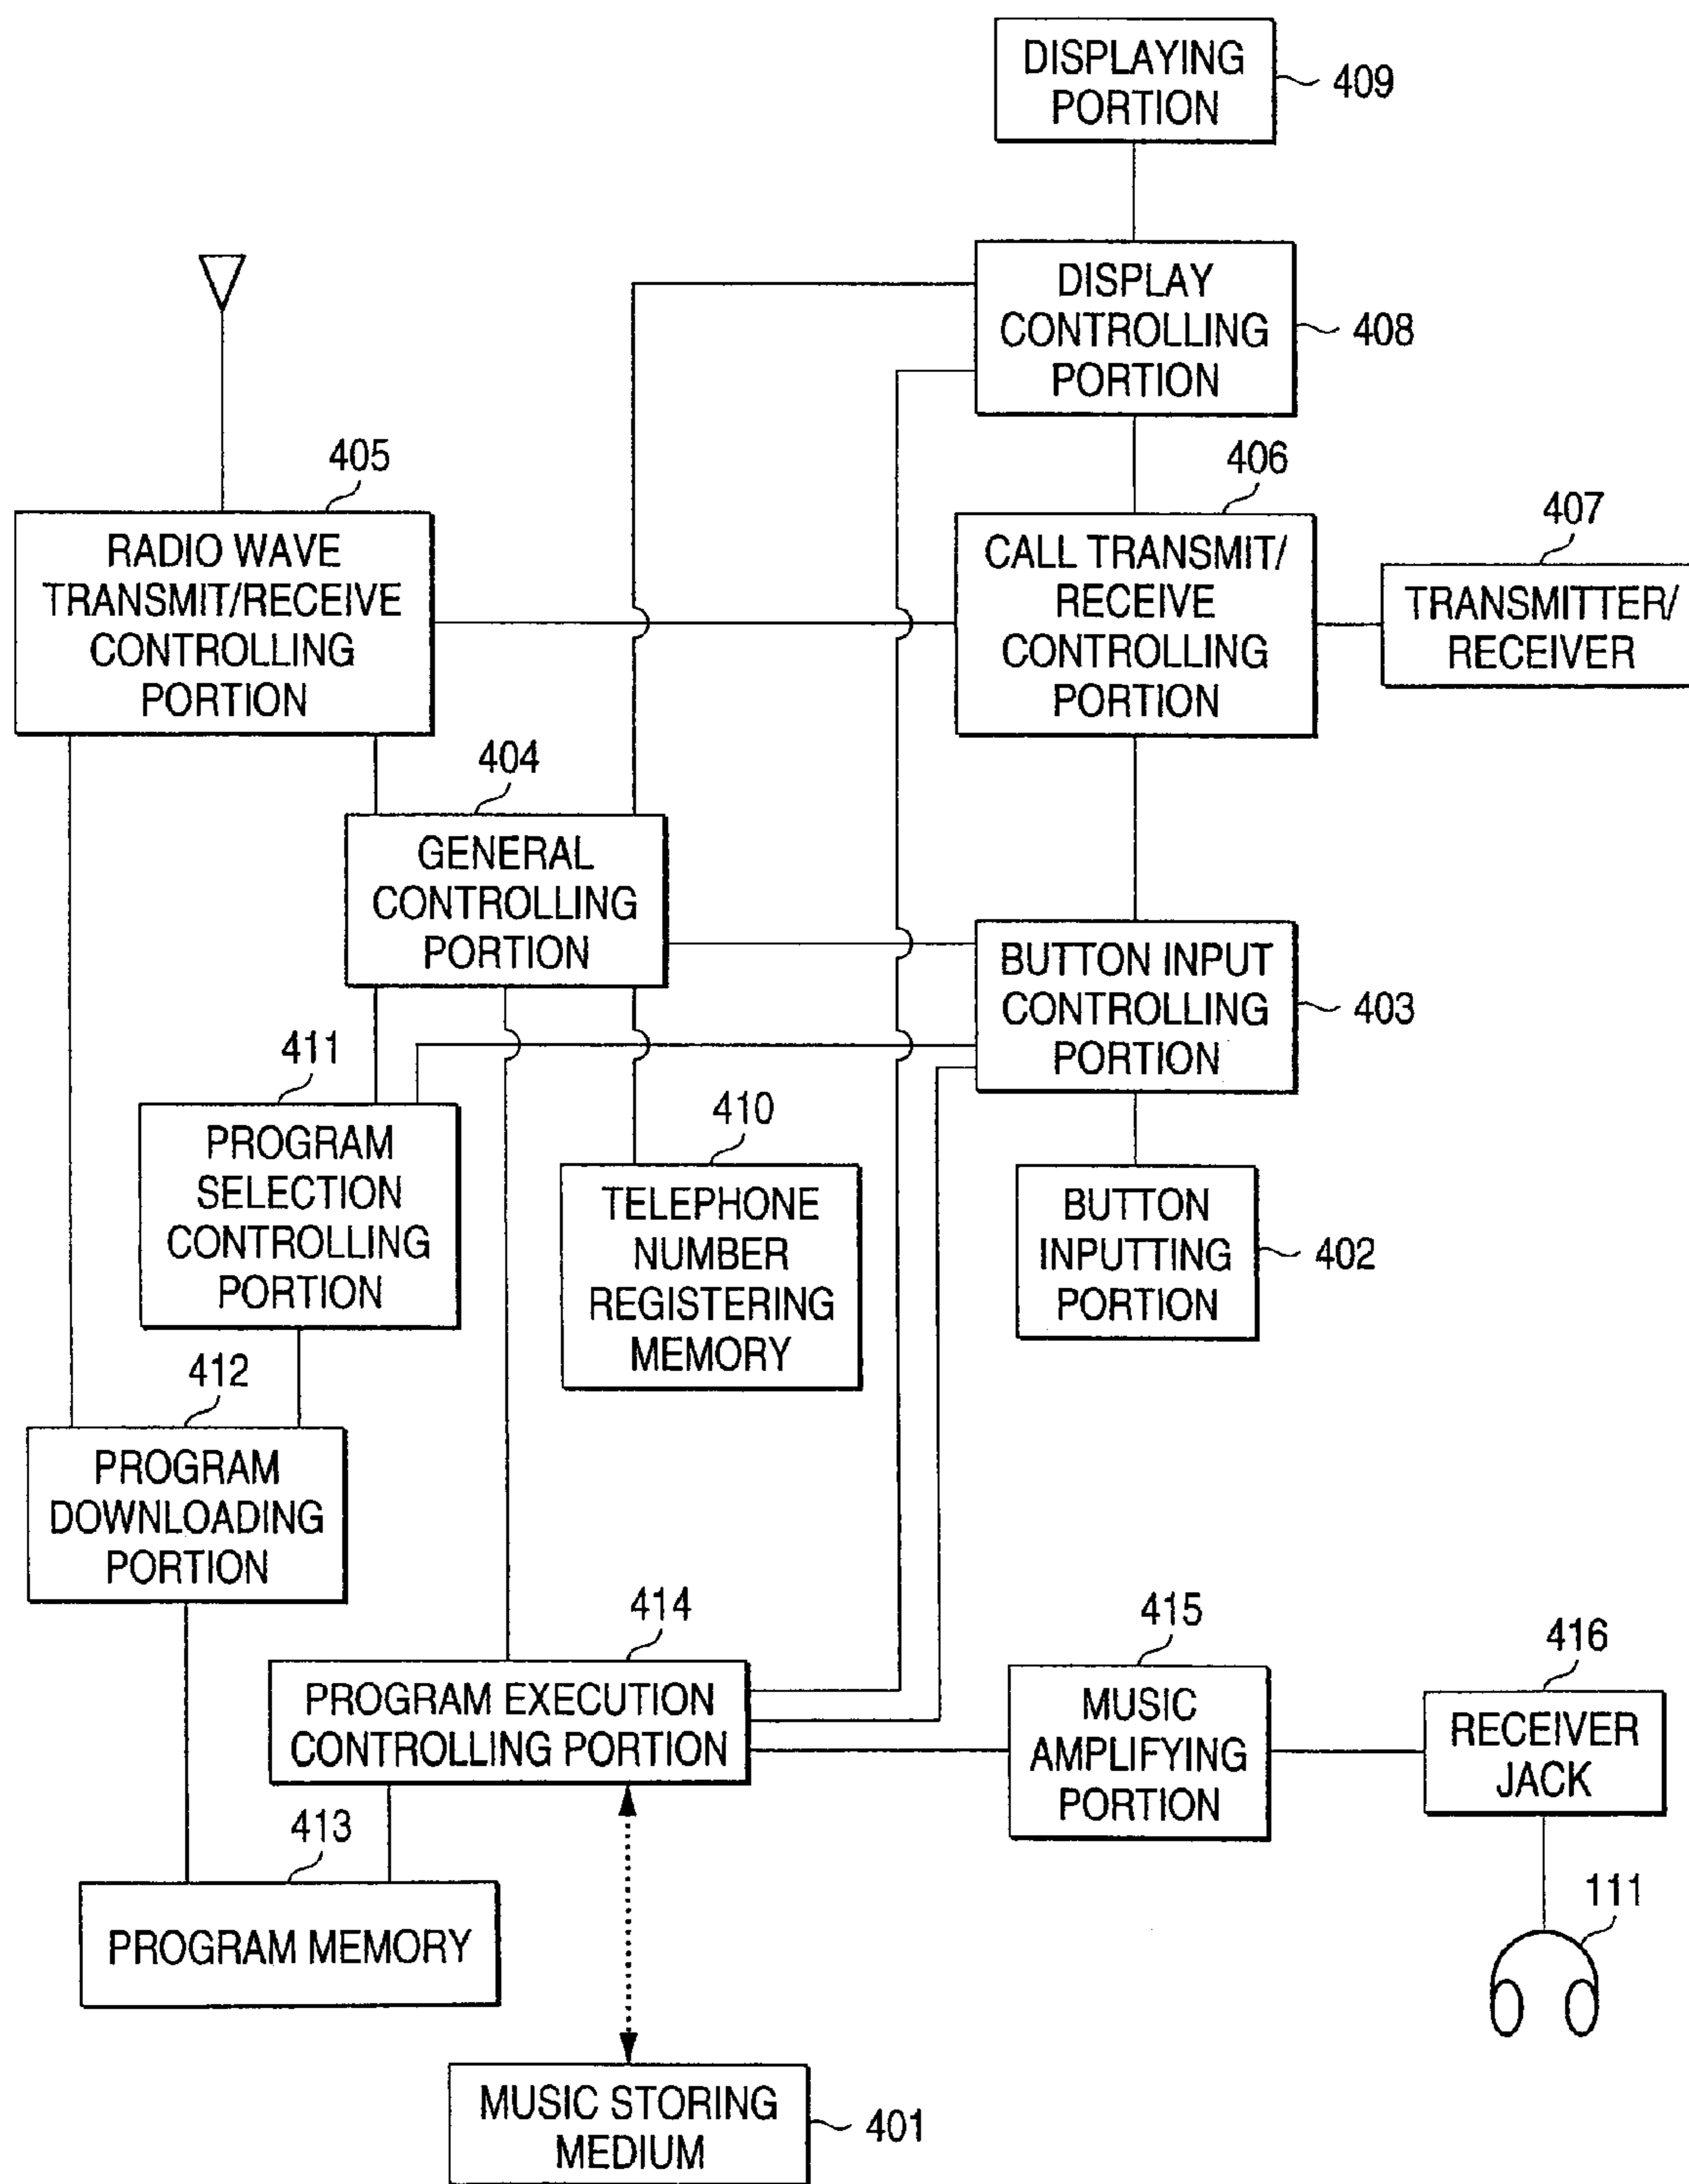 DISPLAYING
PORTION
409
DISPLAY
CONTROLLING
PORTION
408
405
RADIO WAVE
TRANSMIT/RECEIVE
CONTROLLING
PORTION
406
CALL TRANSMIT/
RECEIVE
CONTROLLING
PORTION
407
TRANSMITTER/
RECEIVER
404
GENERAL
CONTROLLING
PORTION
BUTTON INPUT
CONTROLLING
PORTION
403
411
PROGRAM
SELECTION
CONTROLLING
PORTION
410
TELEPHONE
NUMBER
REGISTERING
MEMORY
BUTTON
INPUTTING
PORTION
402
412
PROGRAM
DOWNLOADING
PORTION
414
PROGRAM EXECUTION
CONTROLLING PORTION
415
MUSIC
AMPLIFYING
PORTION
416
RECEIVER
JACK
413
PROGRAM MEMORY
111
MUSIC STORING
MEDIUM
401